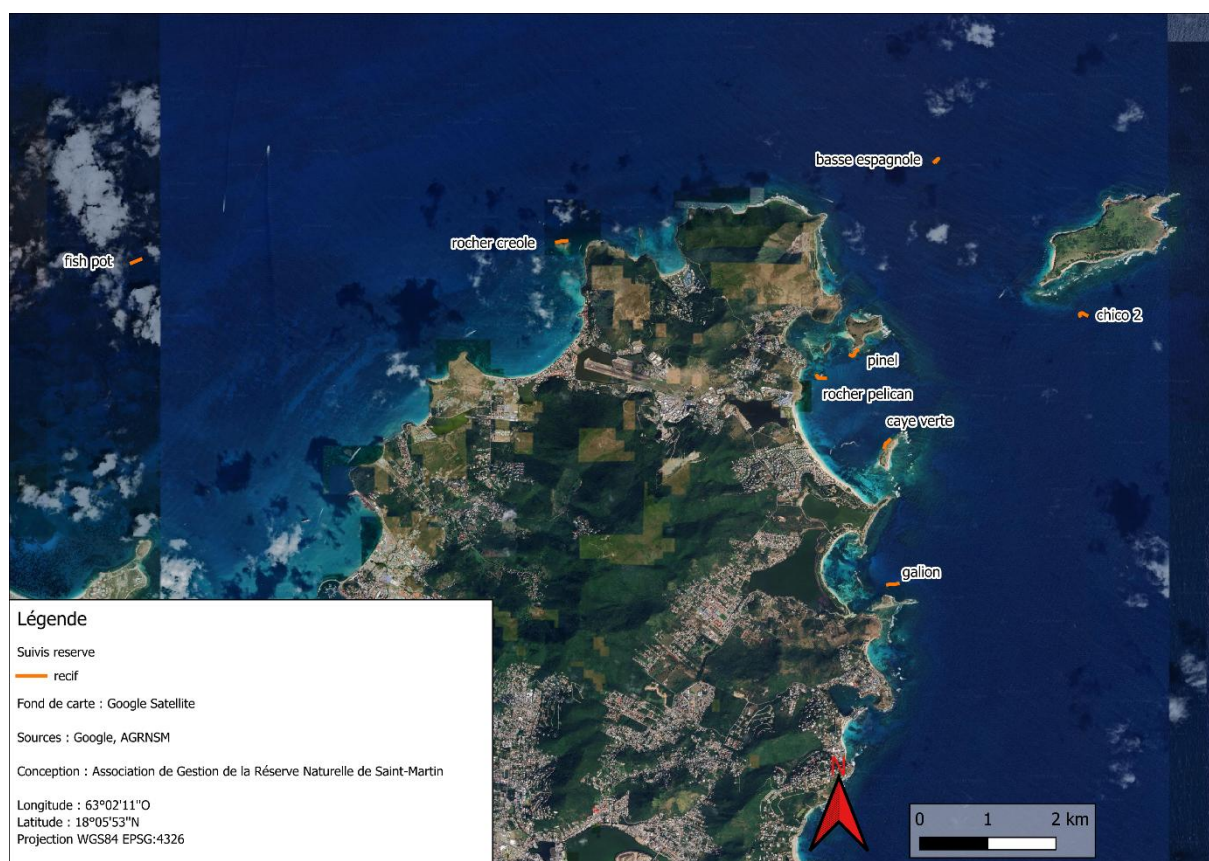 basse espagnole
rocher creole
fish pot
chico 2
pinel
rocher pelican
caye verte
galion
Légende
Suivis reserve
recif
Fond de carte : Google Satellite
Sources : Google, AGRNSM
Conception : Association de Gestion de la Réserve Naturelle de Saint-Martin
Longitude : 63°02'11"O
Latitude : 18°05'53"N
Projection WGS84 EPSG:4326
N
0 1 2 km